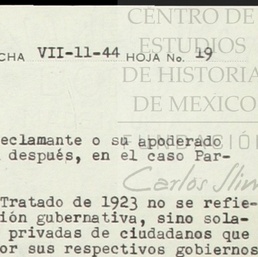 CENTRO DE
ESTUDIOS
DE HISTORIA
DE MEXICO
FUNDACIÓN
Carlos Slim
CHA VII-11-44 HOJA No. 19
eclamante o su apoderado
después, en el caso Par-
Tratado de 1923 no se refie-
ión gubernativa, sino sola-
privadas de ciudadanos que
or sus respectivos gobiernos